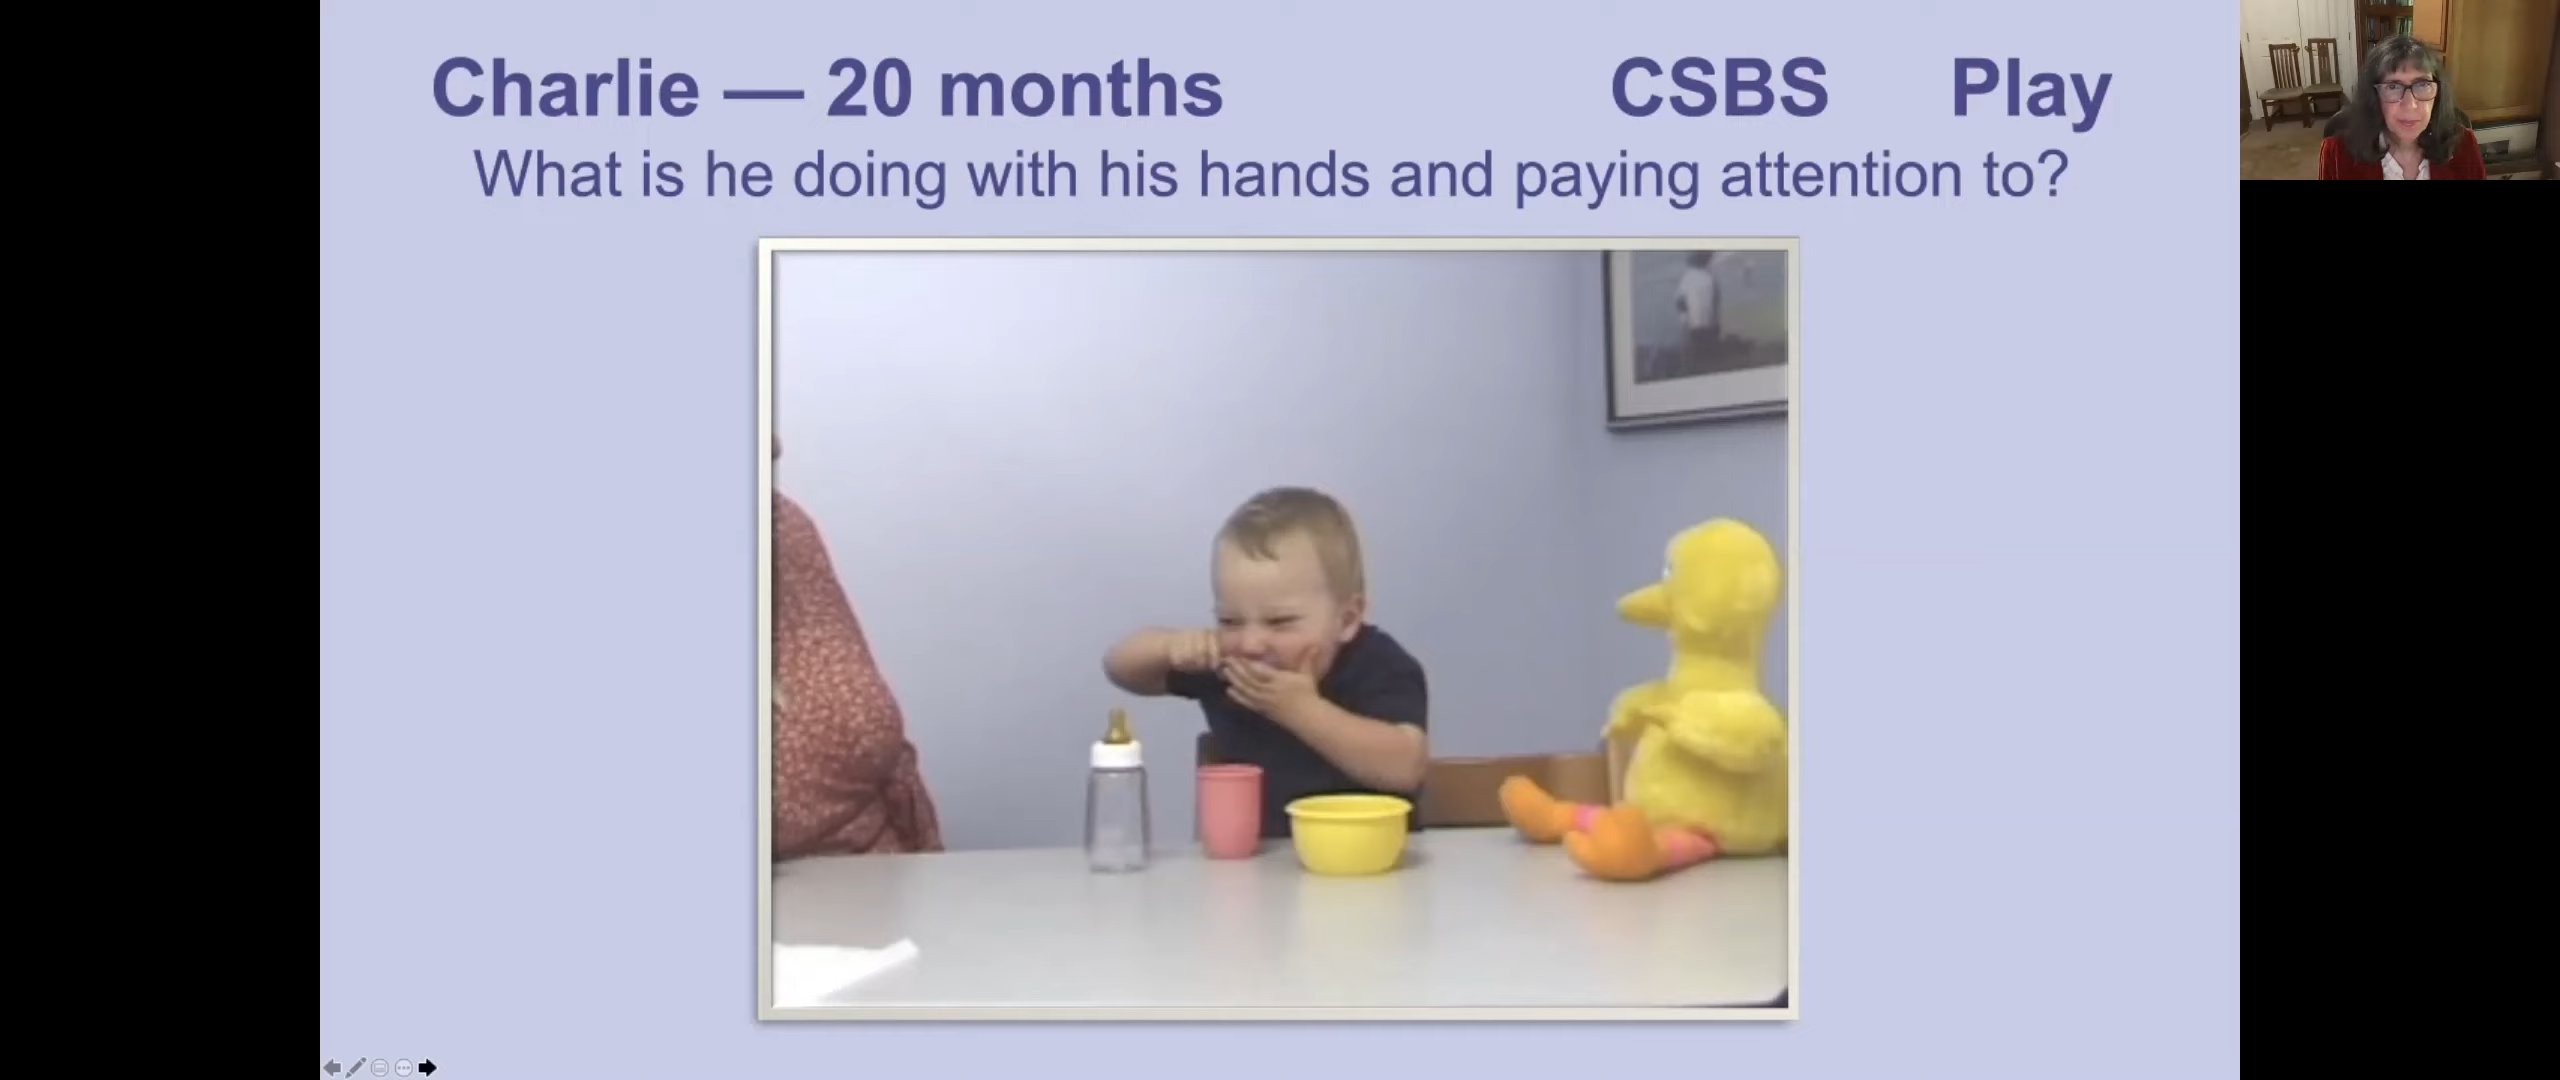 Charlie — 20 months CSBS Play
What is he doing with his hands and paying attention to?